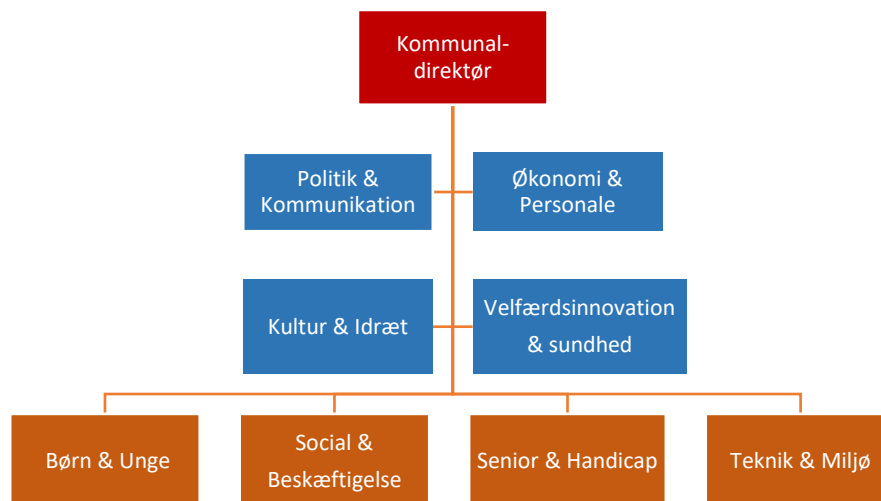 Kommunal-
direktør
Politik &
Kommunikation
Økonomi &
Personale
Kultur & Idræt
Velfærdsinnovation
& sundhed
Børn & Unge
Social &
Beskæftigelse
Senior & Handicap
Teknik & Miljø